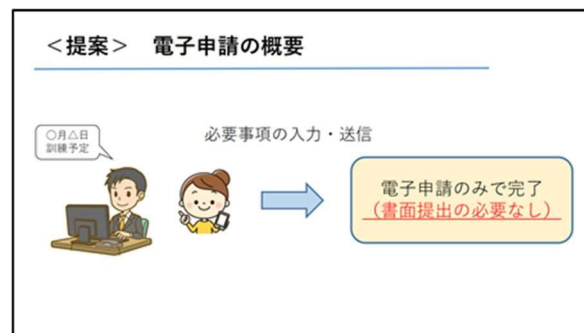 ＜提案＞　電子申請の概要
○月△日
訓練予定
必要事項の入力・送信
電子申請のみで完了
（書面提出の必要なし）